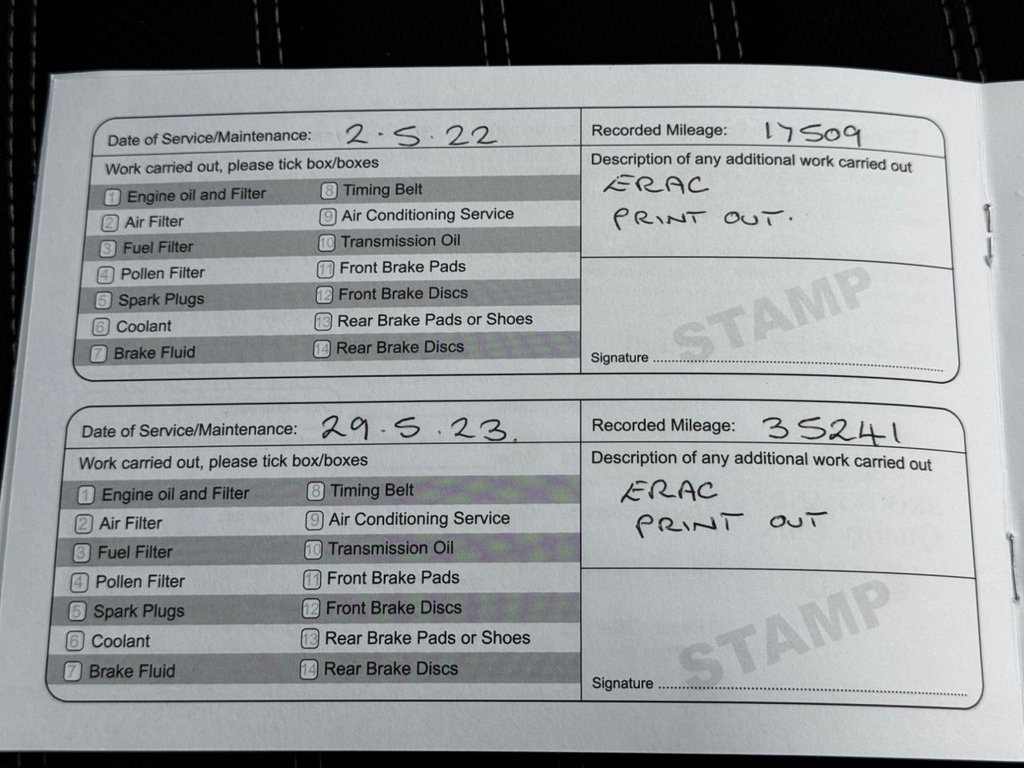 Date of Service/Maintenance: 2.5.22
Recorded Mileage: 17509
Work carried out, please tick box/boxes
Description of any additional work carried out
1 Engine oil and Filter
8 Timing Belt
ERAC
2 Air Filter
9 Air Conditioning Service
PRINT OUT.
3 Fuel Filter
10 Transmission Oil
4 Pollen Filter
11 Front Brake Pads
5 Spark Plugs
12 Front Brake Discs
6 Coolant
13 Rear Brake Pads or Shoes
STAMP
7 Brake Fluid
14 Rear Brake Discs
Signature
Date of Service/Maintenance: 29.5.23.
Recorded Mileage: 35241
Work carried out, please tick box/boxes
Description of any additional work carried out
1 Engine oil and Filter
8 Timing Belt
ERAC
2 Air Filter
9 Air Conditioning Service
PRINT OUT
3 Fuel Filter
10 Transmission Oil
4 Pollen Filter
11 Front Brake Pads
5 Spark Plugs
12 Front Brake Discs
6 Coolant
13 Rear Brake Pads or Shoes
STAMP
7 Brake Fluid
14 Rear Brake Discs
Signature